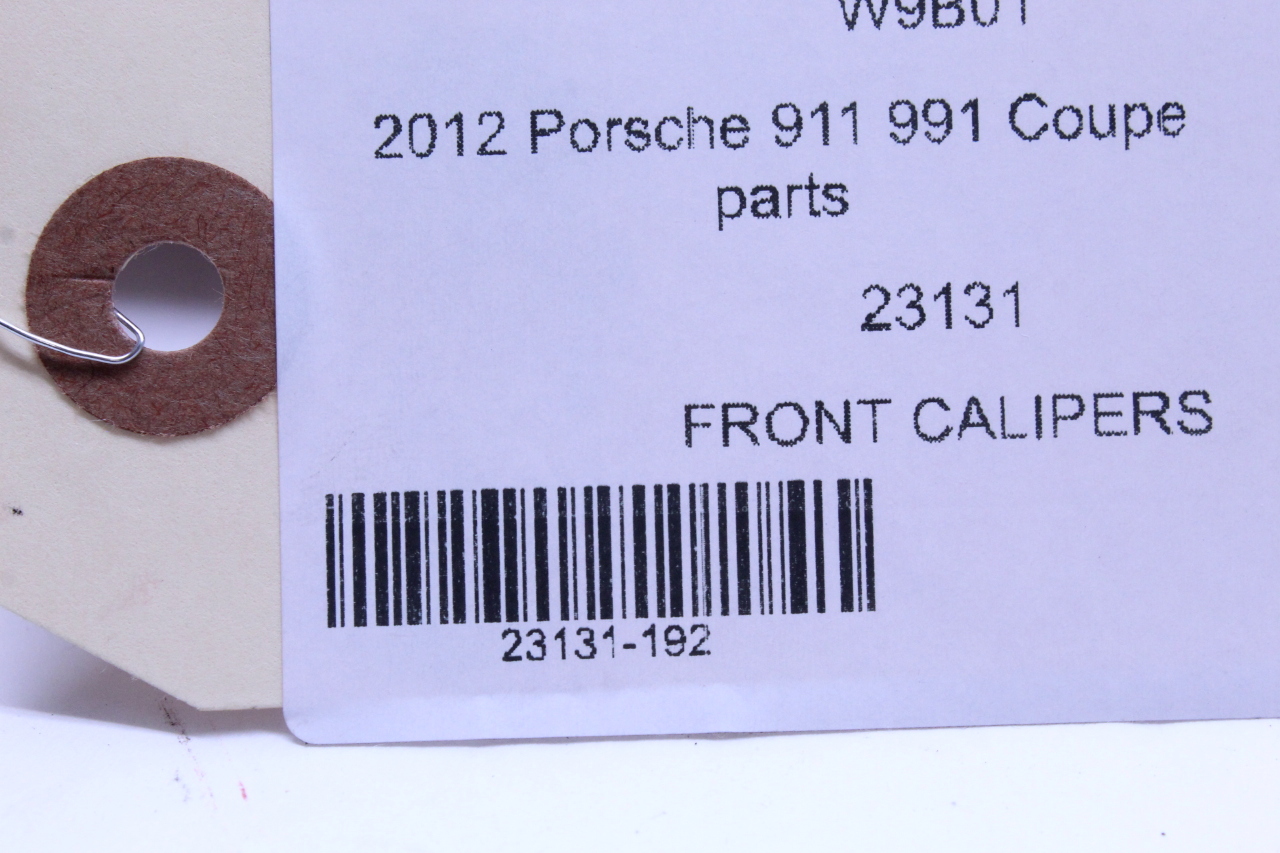 W9B01
2012 Porsche 911 991 Coupe
parts
23131
FRONT CALIPERS
23131-192